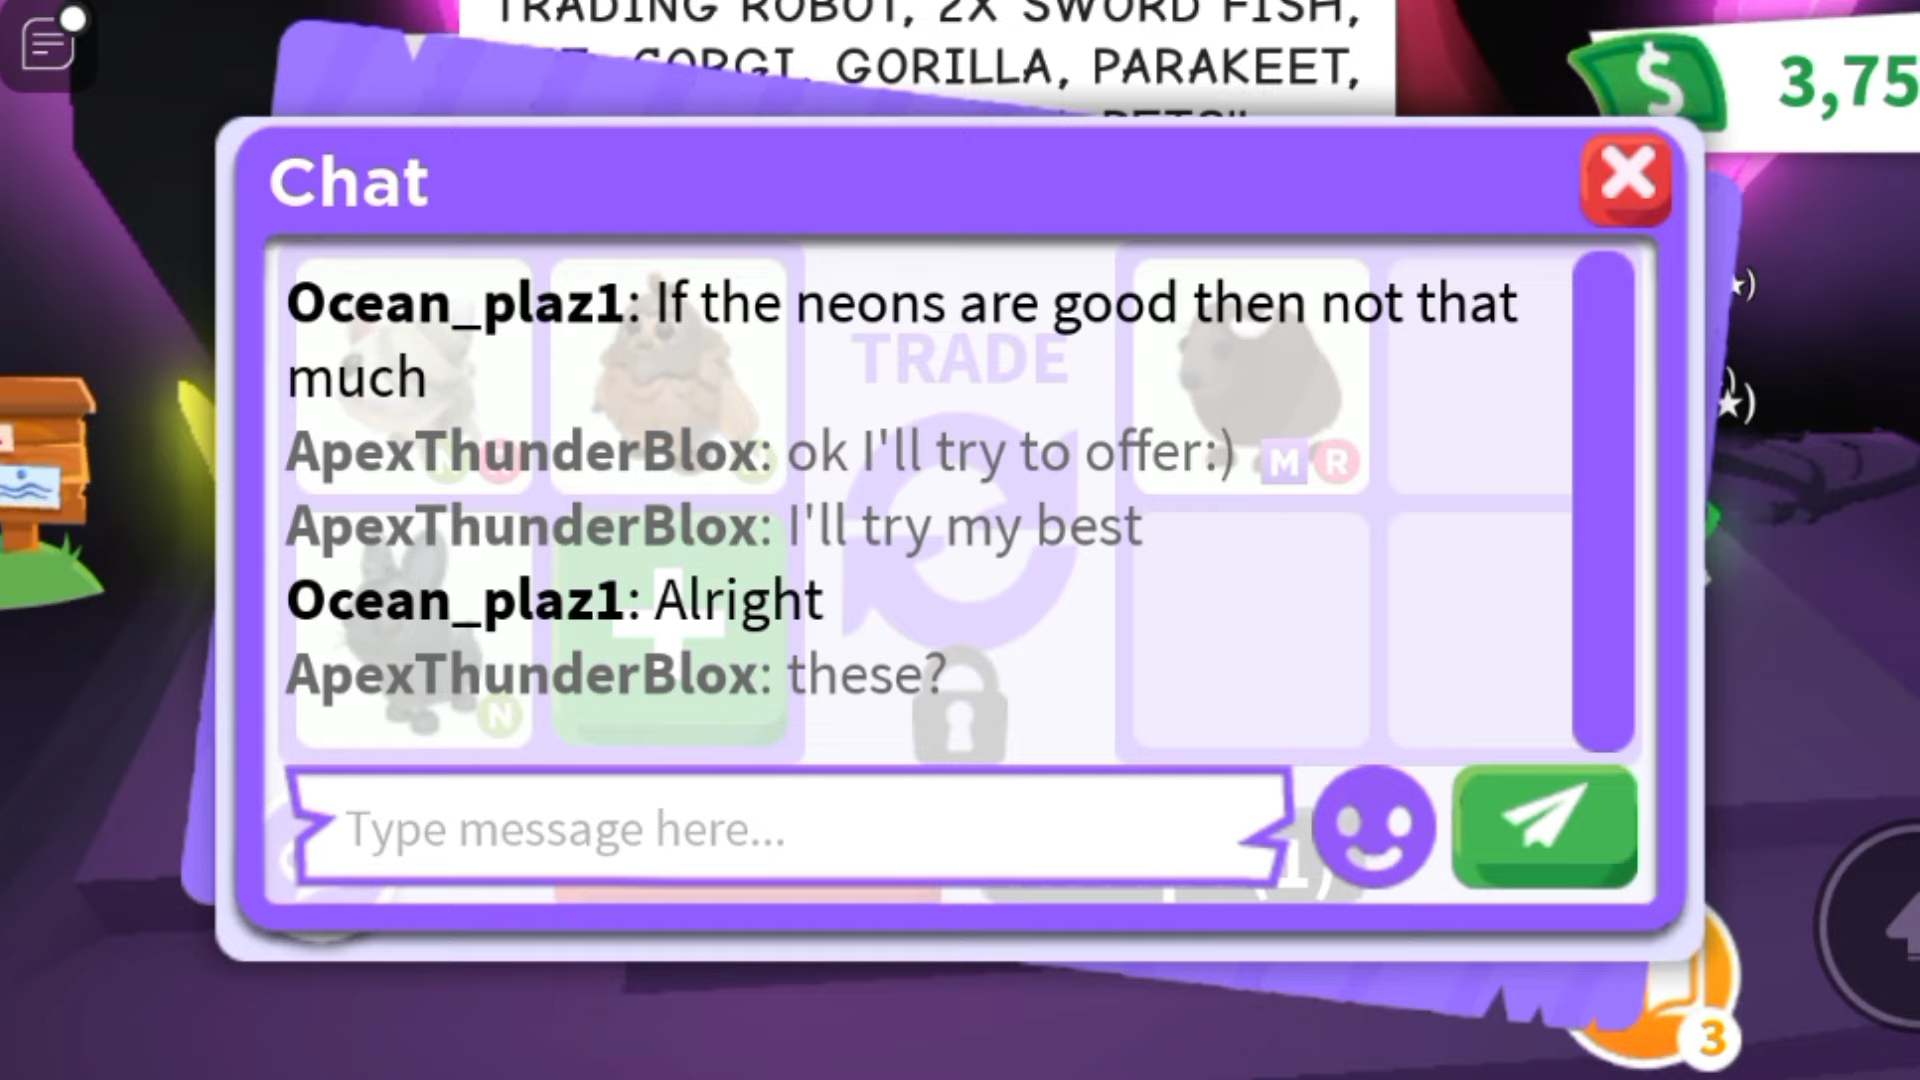 TRADING ROBOT, 2X SWORD FISH,
CORGI, GORILLA, PARAKEET,
3,75
Chat
Ocean_plaz1: If the neons are good then not that
much
TRADE
ApexThunderBlox: ok I'll try to offer:)
M R
ApexThunderBlox: I'll try my best
Ocean_plaz1: Alright
ApexThunderBlox: these?
N
Type message here...
3